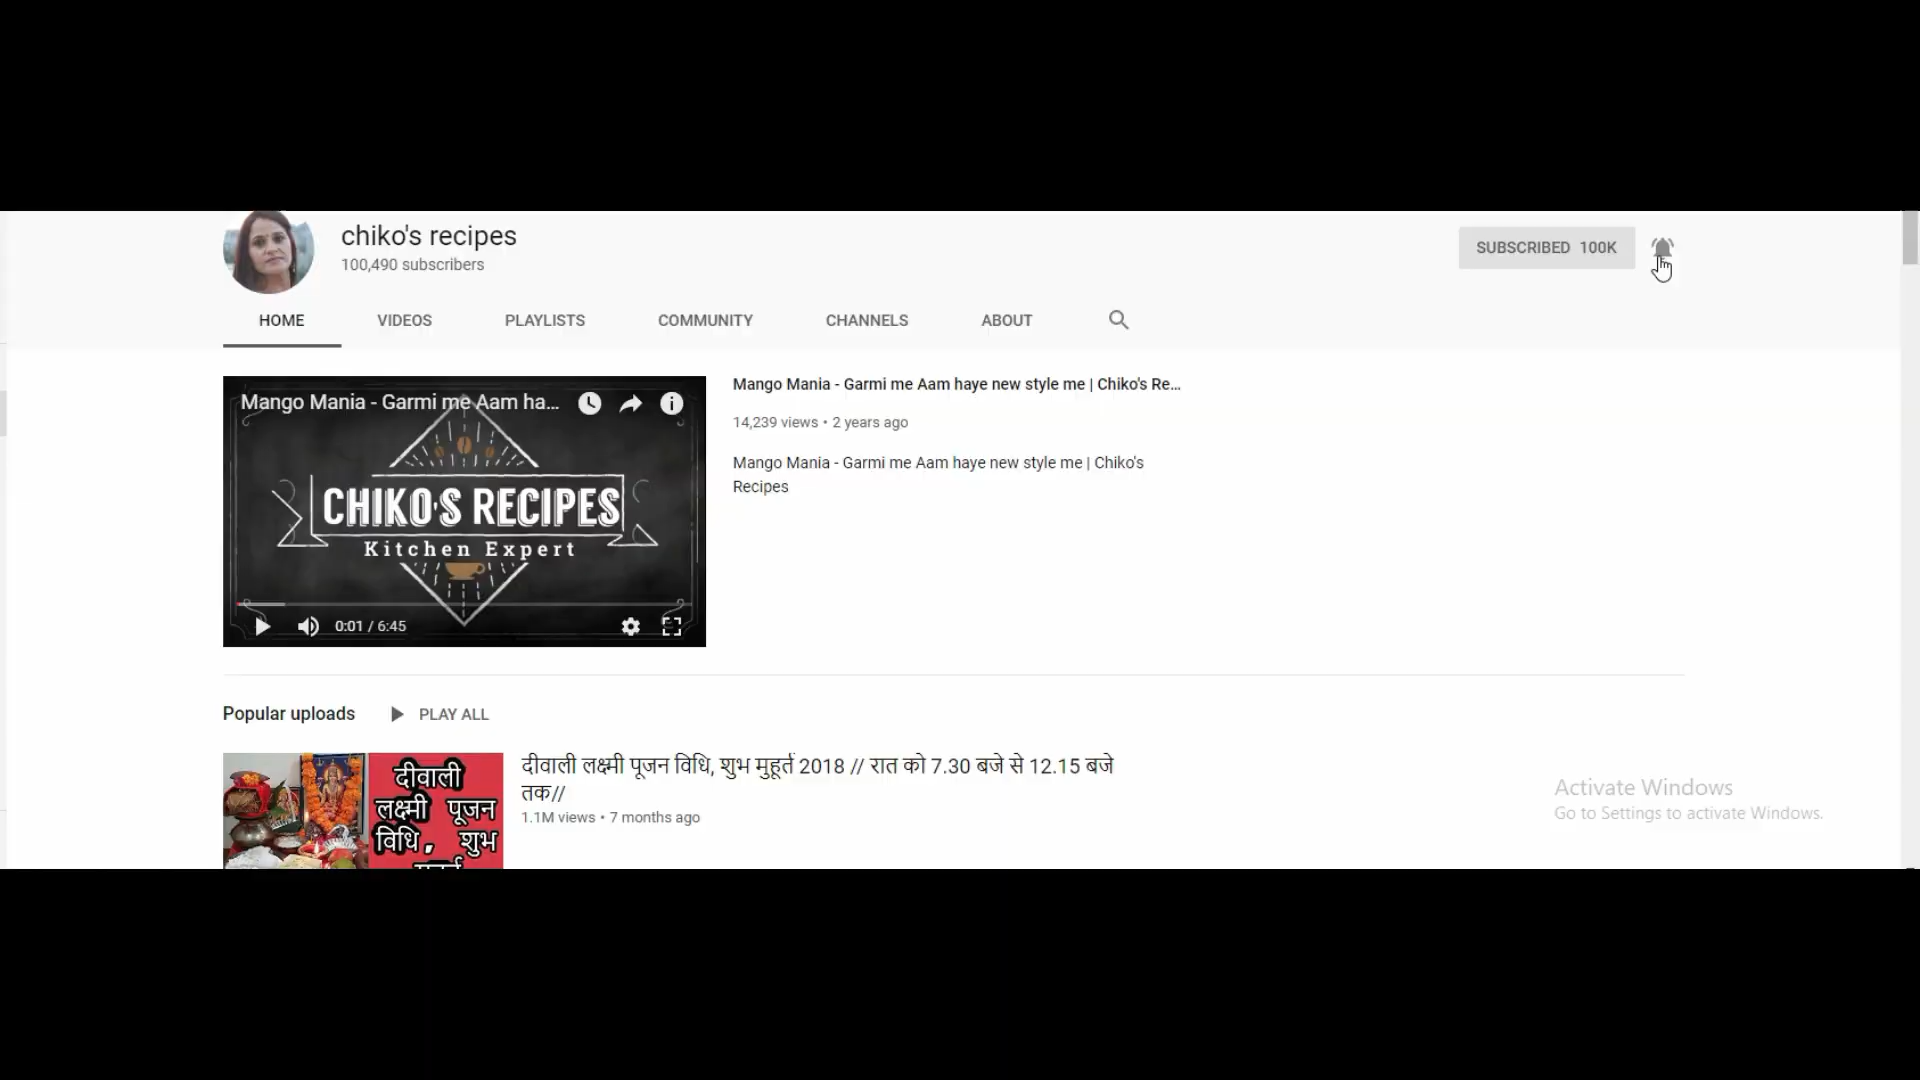 chiko's recipes
100,490 subscribers
SUBSCRIBED 100K
HOME VIDEOS PLAYLISTS COMMUNITY CHANNELS ABOUT
Mango Mania - Garmi me Aam ha...
CHIKO'S RECIPES
Kitchen Expert
0:01 / 6:45
Mango Mania - Garmi me Aam haye new style me | Chiko's Re...
14,239 views • 2 years ago
Mango Mania - Garmi me Aam haye new style me | Chiko's
Recipes
Popular uploads PLAY ALL
दीवाली
लक्ष्मी पूजन
विधि, शुभ
दीवाली लक्ष्मी पूजन विधि, शुभ मुहूर्त 2018 // रात को 7.30 बजे से 12.15 बजे
तक//
1.1M views • 7 months ago
Activate Windows
Go to Settings to activate Windows.